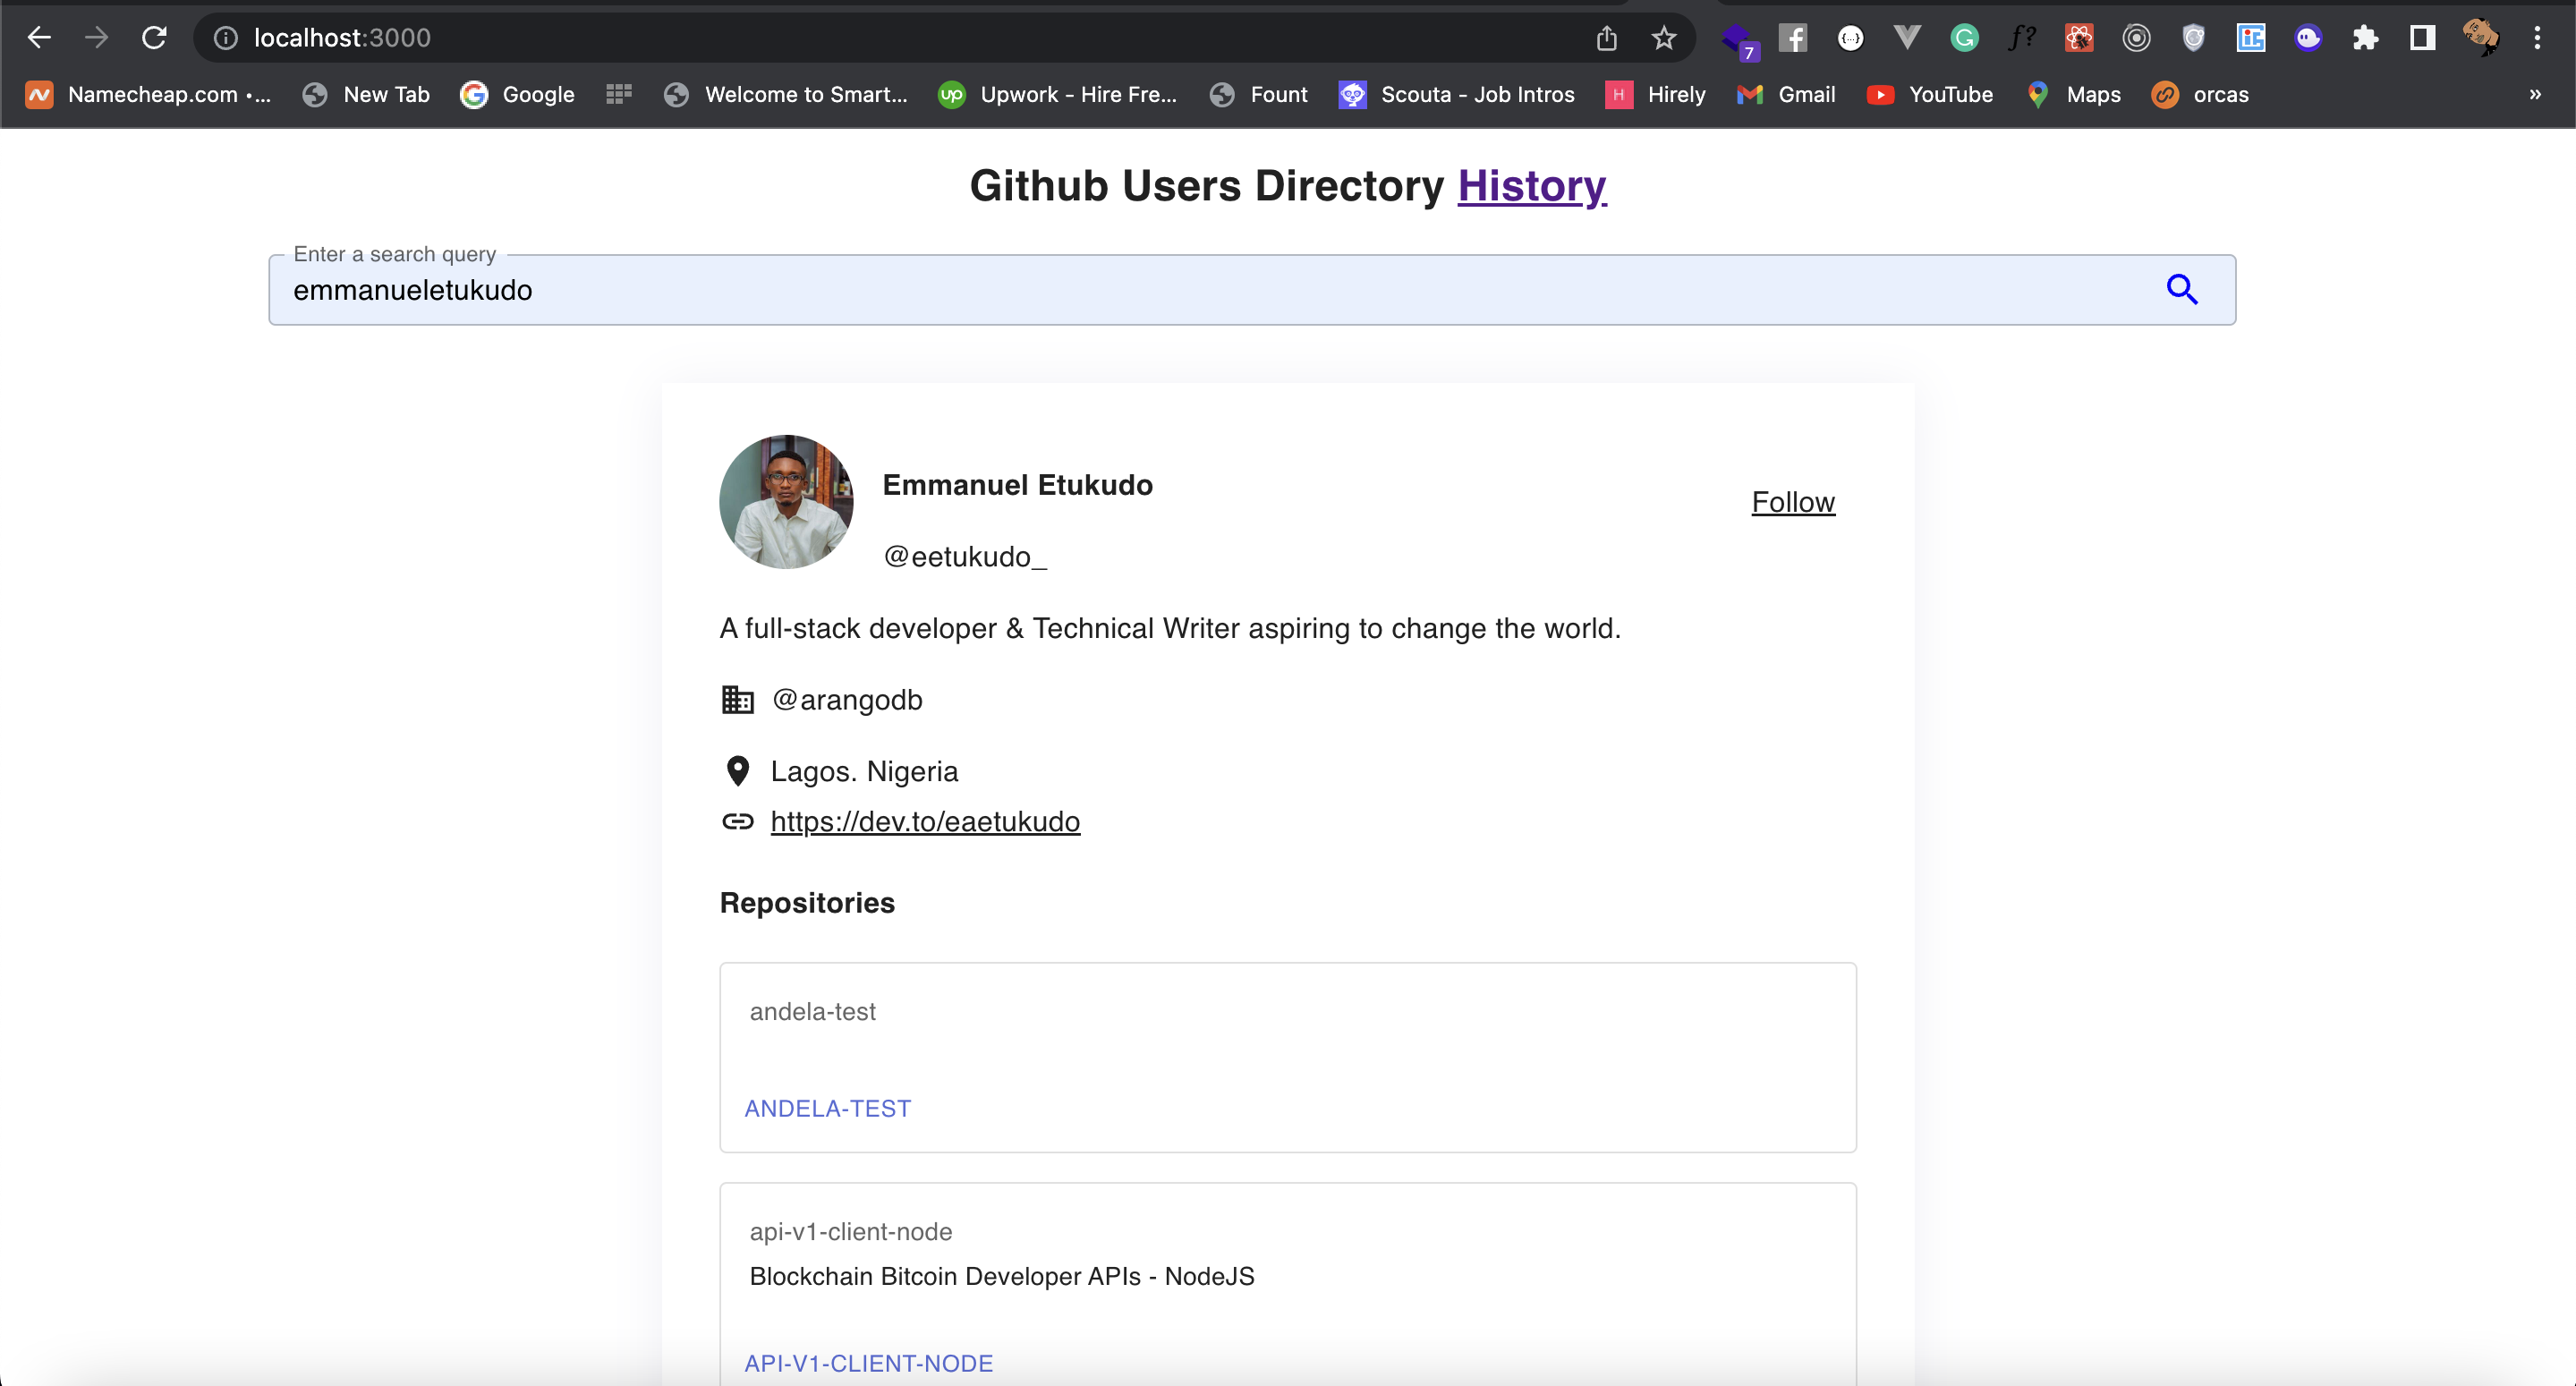 localhost:3000
7
f?
Namecheap.com •... New Tab Google Welcome to Smart... up Upwork - Hire Fre... Fount Scouta - Job Intros H Hirely Gmail YouTube Maps orcas »
Github Users Directory History
Enter a search query
emmanueletukudo
Emmanuel Etukudo
Follow
@eetukudo_
A full-stack developer & Technical Writer aspiring to change the world.
@arangodb
Lagos. Nigeria
https://dev.to/eaetukudo
Repositories
andela-test
ANDELA-TEST
api-v1-client-node
Blockchain Bitcoin Developer APIs - NodeJS
API-V1-CLIENT-NODE